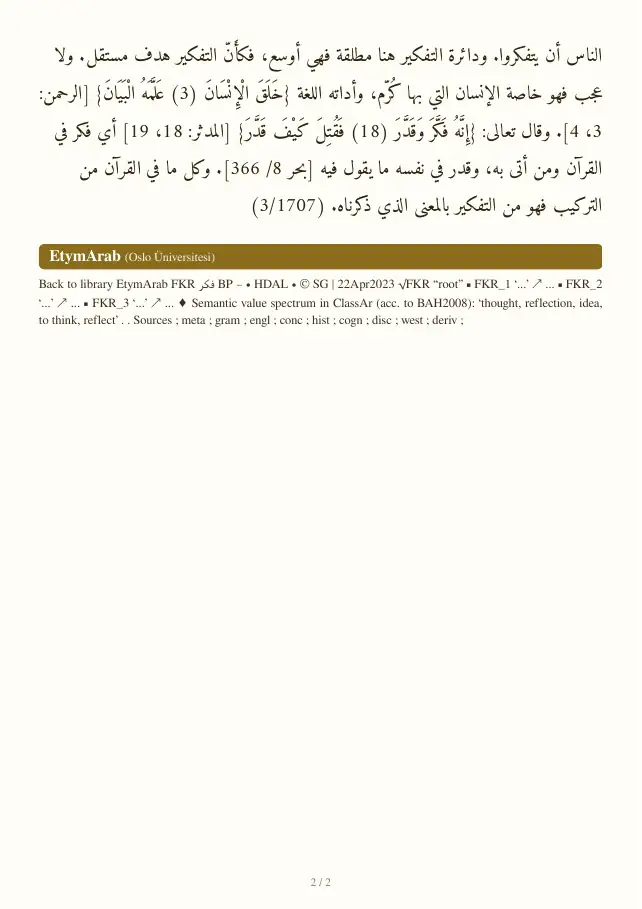 الناس أن يتفكروا. ودائرة التفكير هنا مطلقة فهي أوسع، فكأنّ التفكير هدف مستقل. ولا
عجب فهو خاصة الإنسان التي بها كُرّم، وأداته اللغة {خَلَقَ الْإِنْسَانَ (3) عَلَّمَهُ الْبَيَانَ} [الرحمن:
3، 4]. وقال تعالى: {إِنَّهُ فَكَّرَ وَقَدَّرَ (18) فَقُتِلَ كَيْفَ قَدَّرَ} [المدثر: 18، 19] أي فكر في
القرآن ومن أتى به، وقدر في نفسه ما يقول فيه [بحر 8/ 366]. وكل ما في القرآن من
التركيب فهو من التفكير بالمعنى الذي ذكرناه. (3/1707)
EtymArab (Oslo Üniversitesi)
Back to library EtymArab FKR فكر BP – • HDAL • © SG | 22Apr2023 √FKR “root” ▪ FKR_1 ‘...’ ↗ ... ▪ FKR_2
‘...’ ↗ ... ▪ FKR_3 ‘...’ ↗ ... ♦ Semantic value spectrum in ClassAr (acc. to BAH2008): ‘thought, reflection, idea,
to think, reflect’ . . Sources ; meta ; gram ; engl ; conc ; hist ; cogn ; disc ; west ; deriv ;
2 / 2